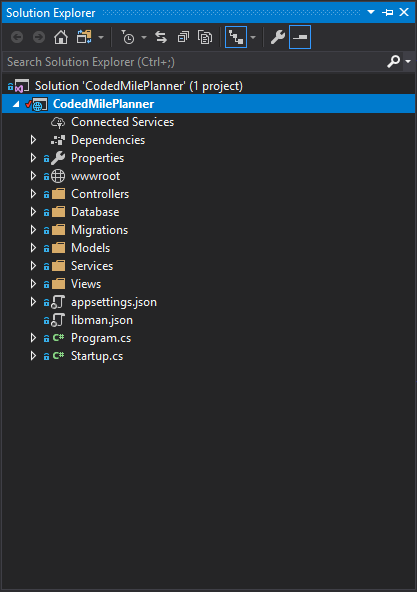 Solution Explorer
Search Solution Explorer (Ctrl+;)
Solution 'CodedMilePlanner' (1 project)
CodedMilePlanner
Connected Services
Dependencies
Properties
wwwroot
Controllers
Database
Migrations
Models
Services
Views
appsettings.json
libman.json
C# Program.cs
C# Startup.cs